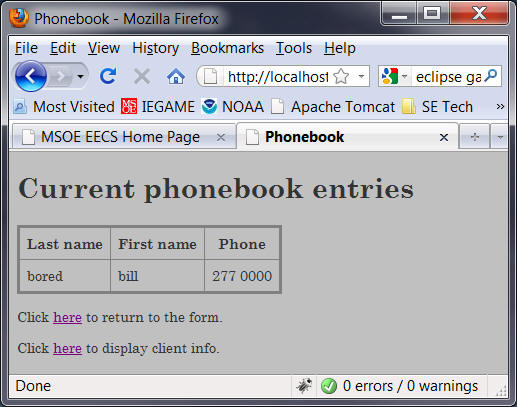 Phonebook - Mozilla Firefox
File Edit View History Bookmarks Tools Help
http://localhost eclipse ga
Most Visited MSOE IEGAME NOAA Apache Tomcat SE Tech »
MSOE EECS Home Page Phonebook
Current phonebook entries
Last name First name Phone
bored bill 277 0000
Click here to return to the form.
Click here to display client info.
Done 0 errors / 0 warnings